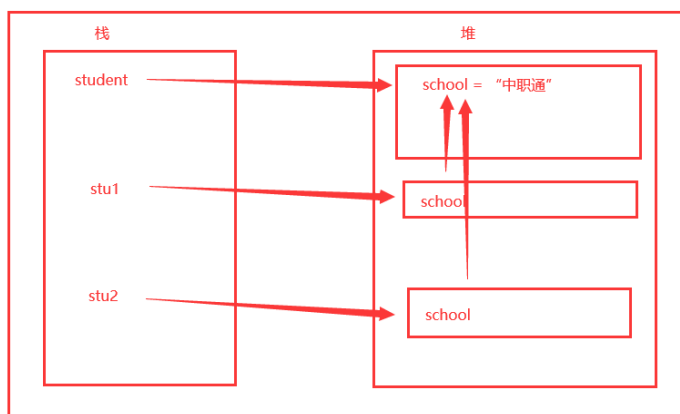 栈
堆
student
school = “中职通”
stu1
school
stu2
school